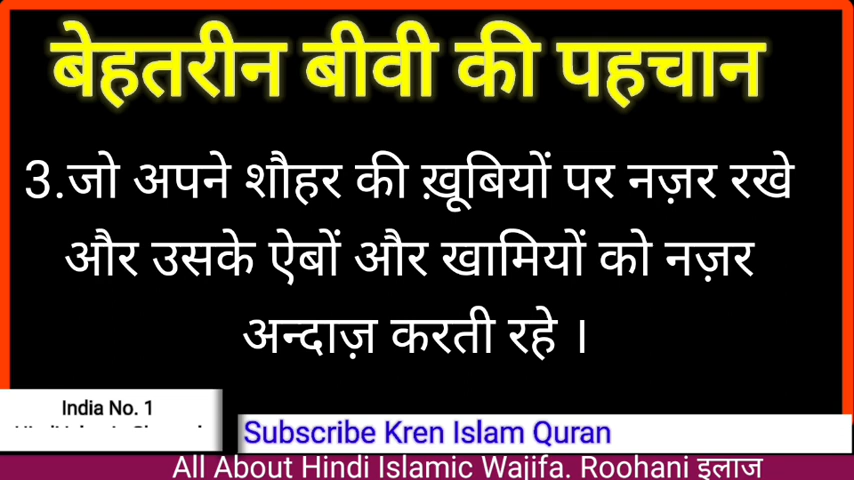 बेहतरीन बीवी की पहचान
3.जो अपने शौहर की ख़ूबियों पर नज़र रखे
और उसके ऐबों और खामियों को नज़र
अन्दाज़ करती रहे ।
India No. 1
Subscribe Kren Islam Quran
All About Hindi Islamic Wajifa. Roohani इलाज